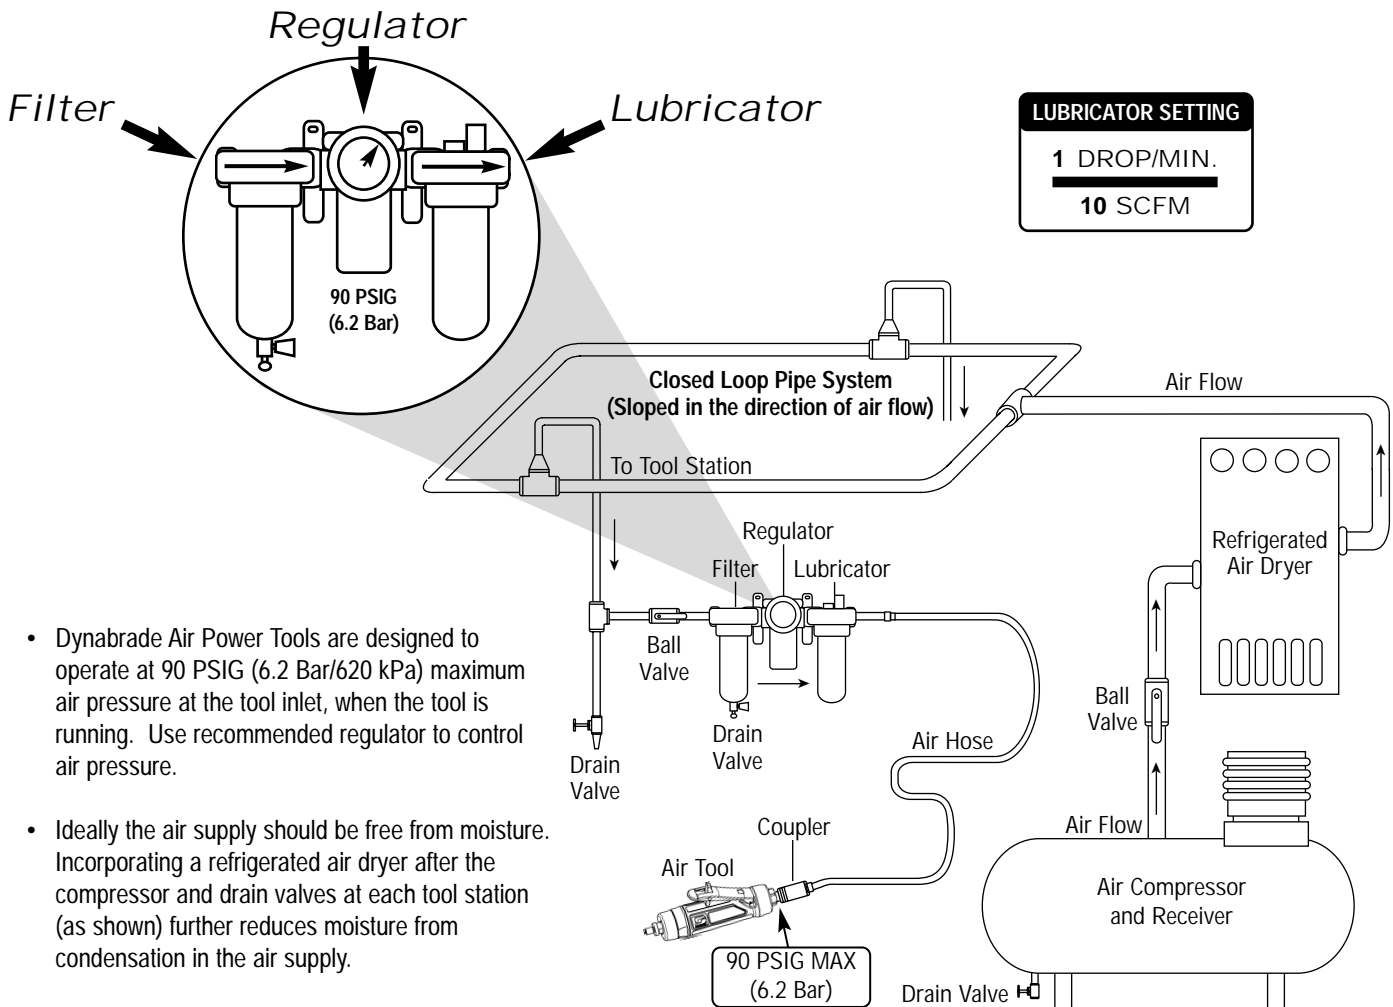 Regulator
Filter
Lubricator
90 PSIG
(6.2 Bar)
LUBRICATOR SETTING
1 DROP/MIN.
10 SCFM
Closed Loop Pipe System
(Sloped in the direction of air flow)
Air Flow
To Tool Station
Refrigerated
Air Dryer
Regulator
Filter
Lubricator
Ball
Valve
Drain
Valve
Drain
Valve
Air Hose
Ball
Valve
Air Flow
Coupler
Air Tool
90 PSIG MAX
(6.2 Bar)
Air Compressor
and Receiver
Drain Valve
• Dynabrade Air Power Tools are designed to
operate at 90 PSIG (6.2 Bar/620 kPa) maximum
air pressure at the tool inlet, when the tool is
running.  Use recommended regulator to control
air pressure.
• Ideally the air supply should be free from moisture.
Incorporating a refrigerated air dryer after the
compressor and drain valves at each tool station
(as shown) further reduces moisture from
condensation in the air supply.